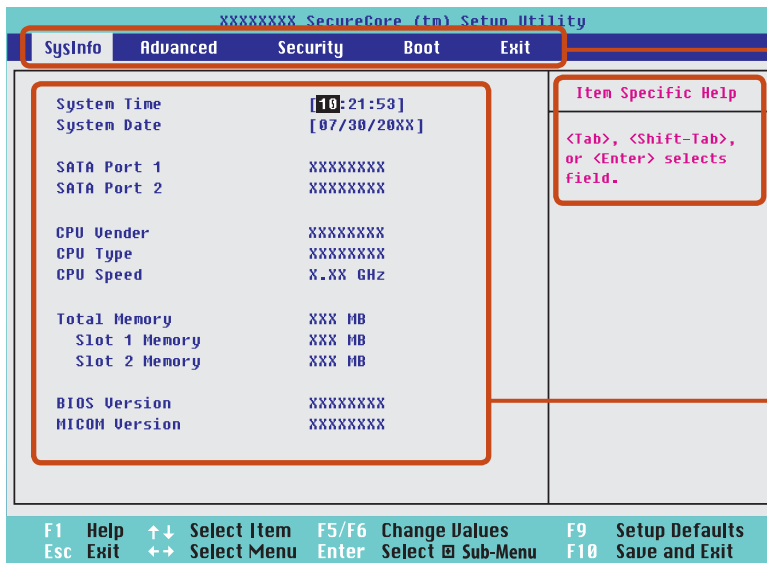 XXXXXXXX SecureCore (tm) Setup Utility
SysInfo Advanced Security Boot Exit
System Time [10:21:53]
System Date [07/30/20XX]
SATA Port 1 XXXXXXXX
SATA Port 2 XXXXXXXX
CPU Vender XXXXXXXX
CPU Type XXXXXXXX
CPU Speed X.XX GHz
Total Memory XXX MB
Slot 1 Memory XXX MB
Slot 2 Memory XXX MB
BIOS Version XXXXXXXX
MICOM Version XXXXXXXX
Item Specific Help
<Tab>, <Shift-Tab>,
or <Enter> selects
field.
F1 Help ↑↓ Select Item F5/F6 Change Values F9 Setup Defaults
Esc Exit ←→ Select Menu Enter Select ⊡ Sub-Menu F10 Save and Exit